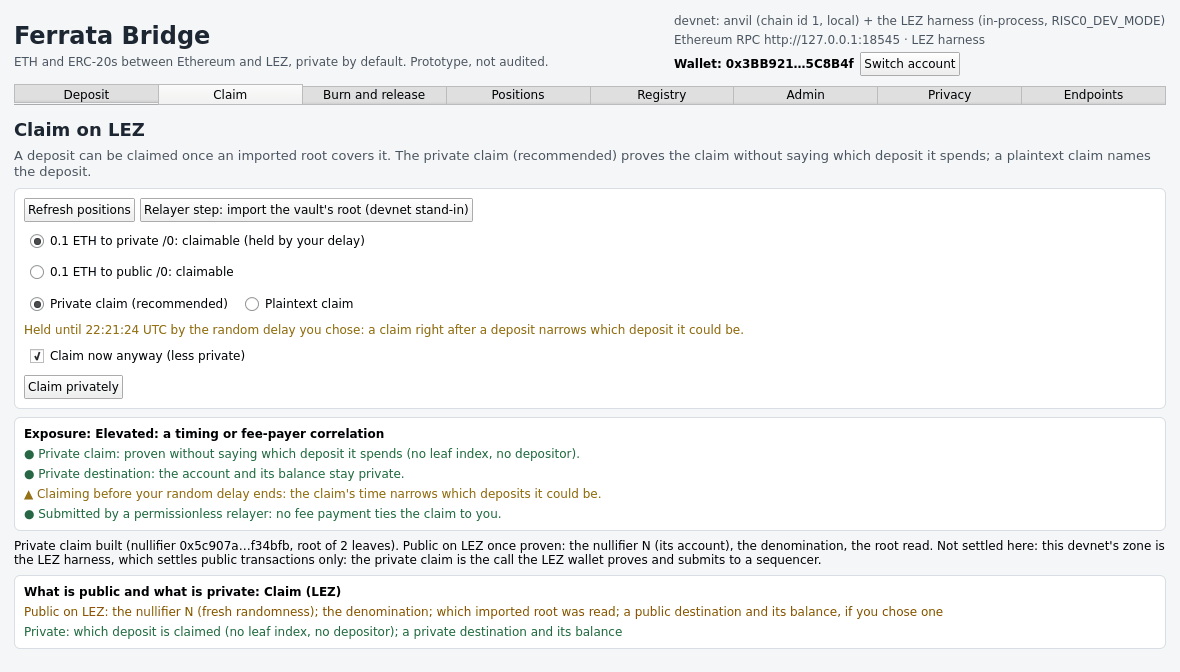 Ferrata Bridge
ETH and ERC-20s between Ethereum and LEZ, private by default. Prototype, not audited.
devnet: anvil (chain id 1, local) + the LEZ harness (in-process, RISC0_DEV_MODE)
Ethereum RPC http://127.0.0.1:18545 · LEZ harness
Wallet: 0x3BB921…5C8B4f Switch account
Deposit Claim Burn and release Positions Registry Admin Privacy Endpoints
Claim on LEZ
A deposit can be claimed once an imported root covers it. The private claim (recommended) proves the claim without saying which deposit it spends; a plaintext claim names
the deposit.
Refresh positions Relayer step: import the vault's root (devnet stand-in)
0.1 ETH to private /0: claimable (held by your delay)
0.1 ETH to public /0: claimable
Private claim (recommended) Plaintext claim
Held until 22:21:24 UTC by the random delay you chose: a claim right after a deposit narrows which deposit it could be.
Claim now anyway (less private)
Claim privately
Exposure: Elevated: a timing or fee-payer correlation
● Private claim: proven without saying which deposit it spends (no leaf index, no depositor).
● Private destination: the account and its balance stay private.
▲ Claiming before your random delay ends: the claim's time narrows which deposits it could be.
● Submitted by a permissionless relayer: no fee payment ties the claim to you.
Private claim built (nullifier 0x5c907a…f34bfb, root of 2 leaves). Public on LEZ once proven: the nullifier N (its account), the denomination, the root read. Not settled here: this devnet's zone is
the LEZ harness, which settles public transactions only: the private claim is the call the LEZ wallet proves and submits to a sequencer.
What is public and what is private: Claim (LEZ)
Public on LEZ: the nullifier N (fresh randomness); the denomination; which imported root was read; a public destination and its balance, if you chose one
Private: which deposit is claimed (no leaf index, no depositor); a private destination and its balance